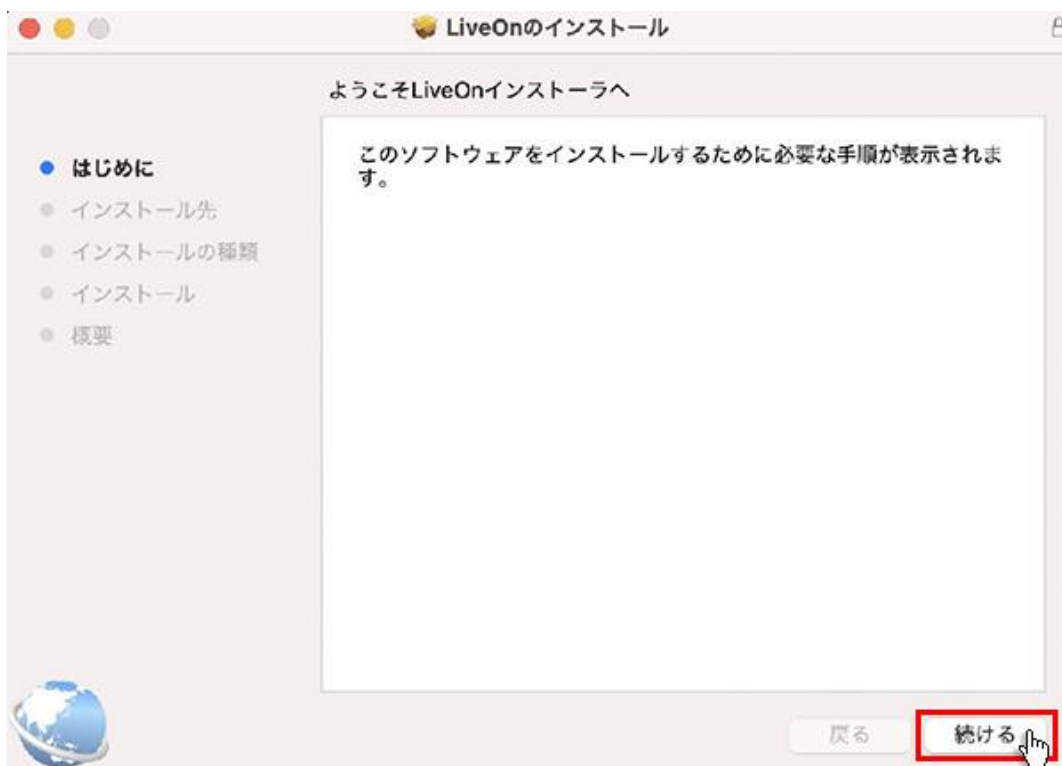 LiveOnのインストール
ようこそLiveOnインストーラへ
はじめに
インストール先
インストールの種類
インストール
概要
このソフトウェアをインストールするために必要な手順が表示されま
す。
戻る
続ける